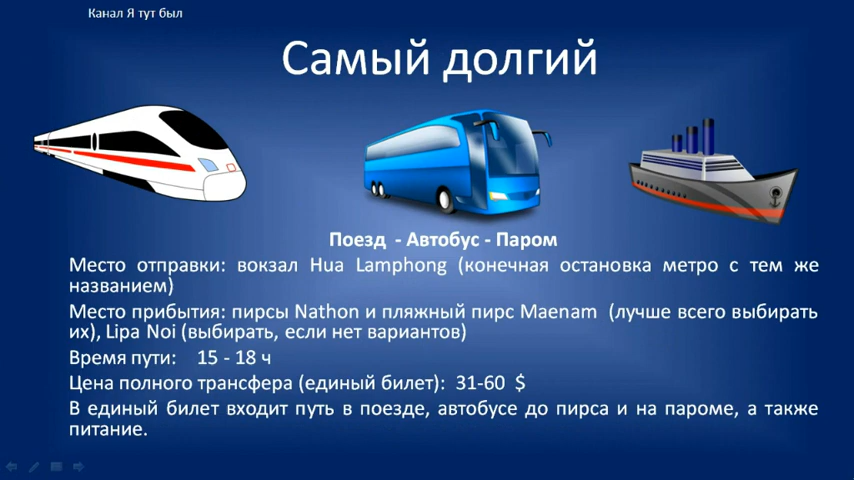 Канал Я тут был
Самый долгий
Поезд - Автобус - Паром
Место отправки: вокзал Hua Lamphong (конечная остановка метро с тем же
названием)
Место прибытия: пирсы Nathon и пляжный пирс Maenam (лучше всего выбирать
их), Lipa Noi (выбирать, если нет вариантов)
Время пути: 15 - 18 ч
Цена полного трансфера (единый билет): 31-60 $
В единый билет входит путь в поезде, автобусе до пирса и на пароме, а также
питание.